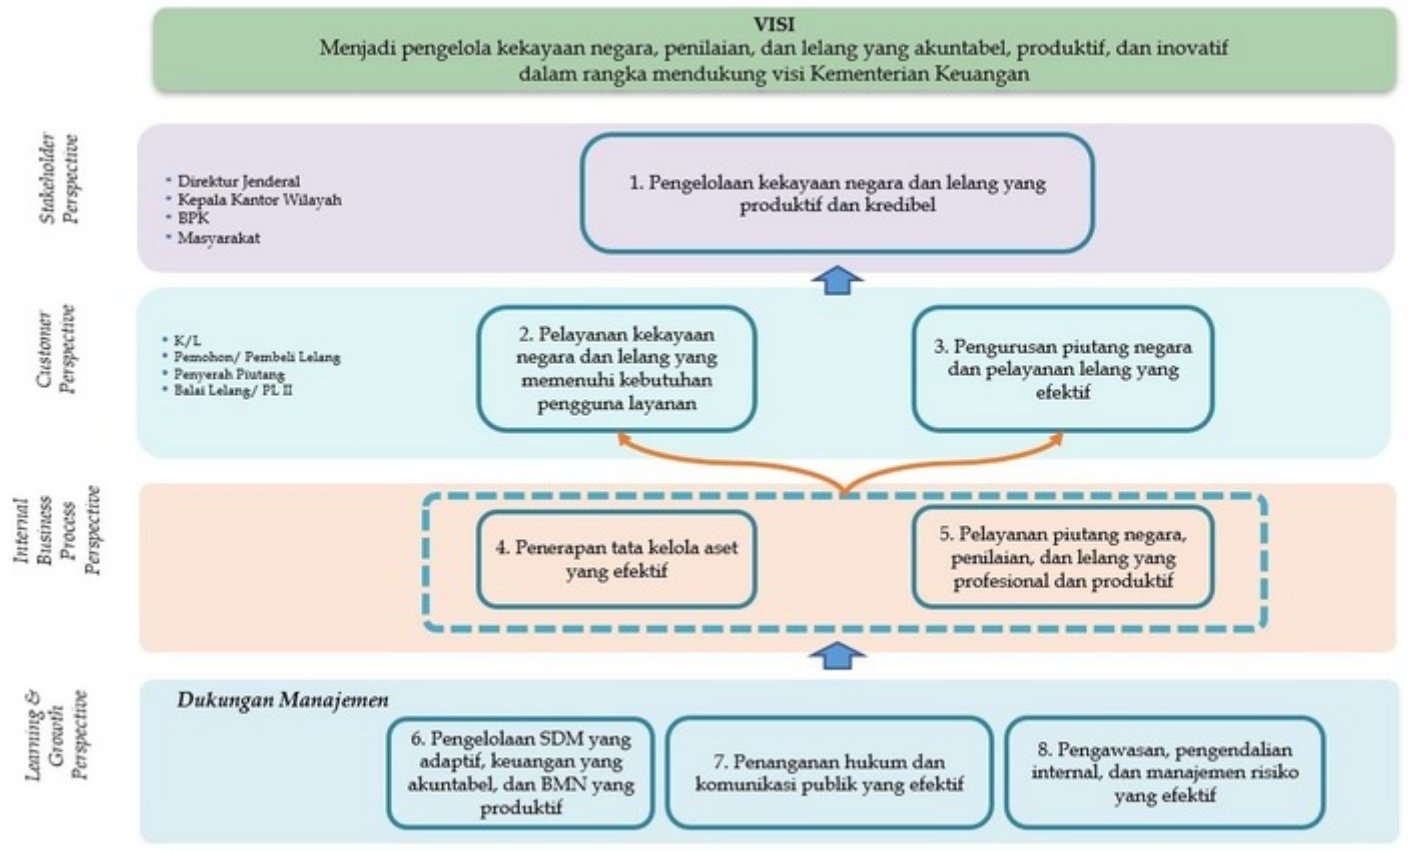 VISI
Menjadi pengelola kekayaan negara, penilaian, dan lelang yang akuntabel, produktif, dan inovatif
dalam rangka mendukung visi Kementerian Keuangan
Stakeholder
Perspective
• Direktur Jenderal
• Kepala Kantor Wilayah
• BPK
• Masyarakat
1. Pengelolaan kekayaan negara dan lelang yang
produktif dan kredibel
Customer
Perspective
• K/L
• Pemohon/ Pembeli Lelang
• Penyerah Piutang
• Balai Lelang/ PL II
2. Pelayanan kekayaan
negara dan lelang yang
memenuhi kebutuhan
pengguna layanan
3. Pengurusan piutang negara
dan pelayanan lelang yang
efektif
Internal
Business
Process
Perspective
4. Penerapan tata kelola aset
yang efektif
5. Pelayanan piutang negara,
penilaian, dan lelang yang
profesional dan produktif
Learning &
Growth
Perspective
Dukungan Manajemen
6. Pengelolaan SDM yang
adaptif, keuangan yang
akuntabel, dan BMN yang
produktif
7. Penanganan hukum dan
komunikasi publik yang efektif
8. Pengawasan, pengendalian
internal, dan manajemen risiko
yang efektif